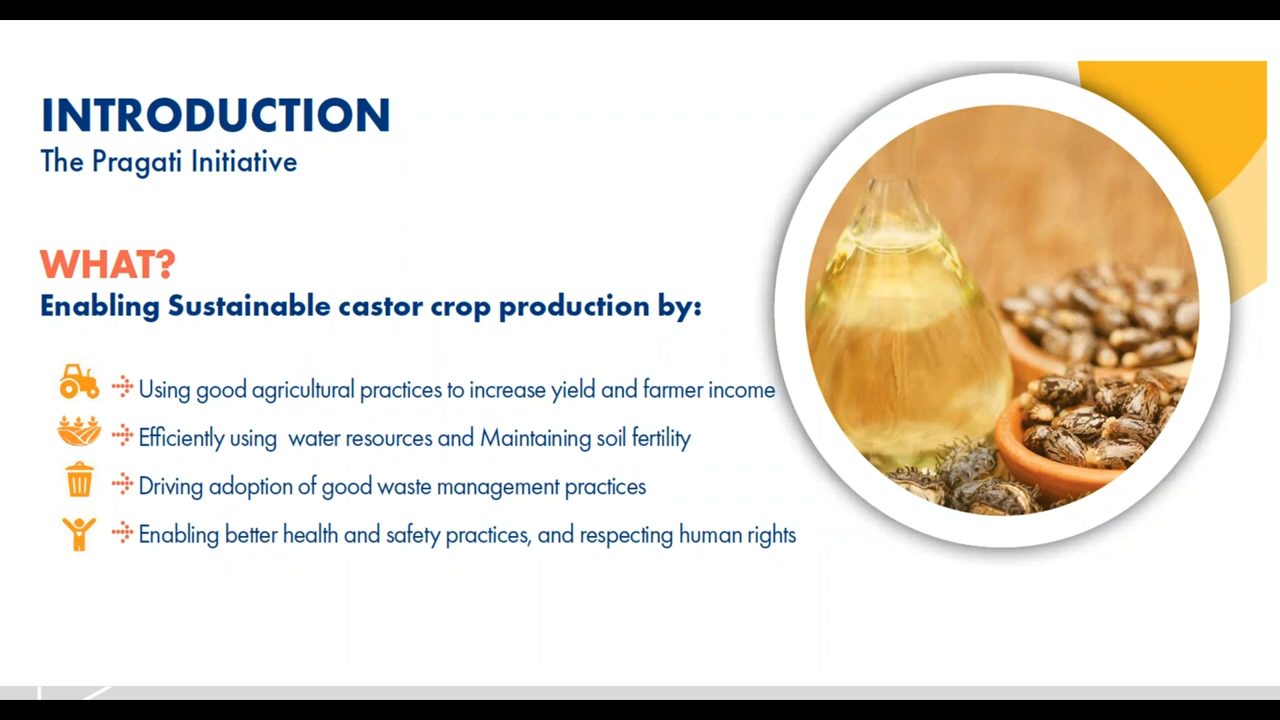 INTRODUCTION
The Pragati Initiative
WHAT?
Enabling Sustainable castor crop production by:
Using good agricultural practices to increase yield and farmer income
Efficiently using  water resources and Maintaining soil fertility
Driving adoption of good waste management practices
Enabling better health and safety practices, and respecting human rights